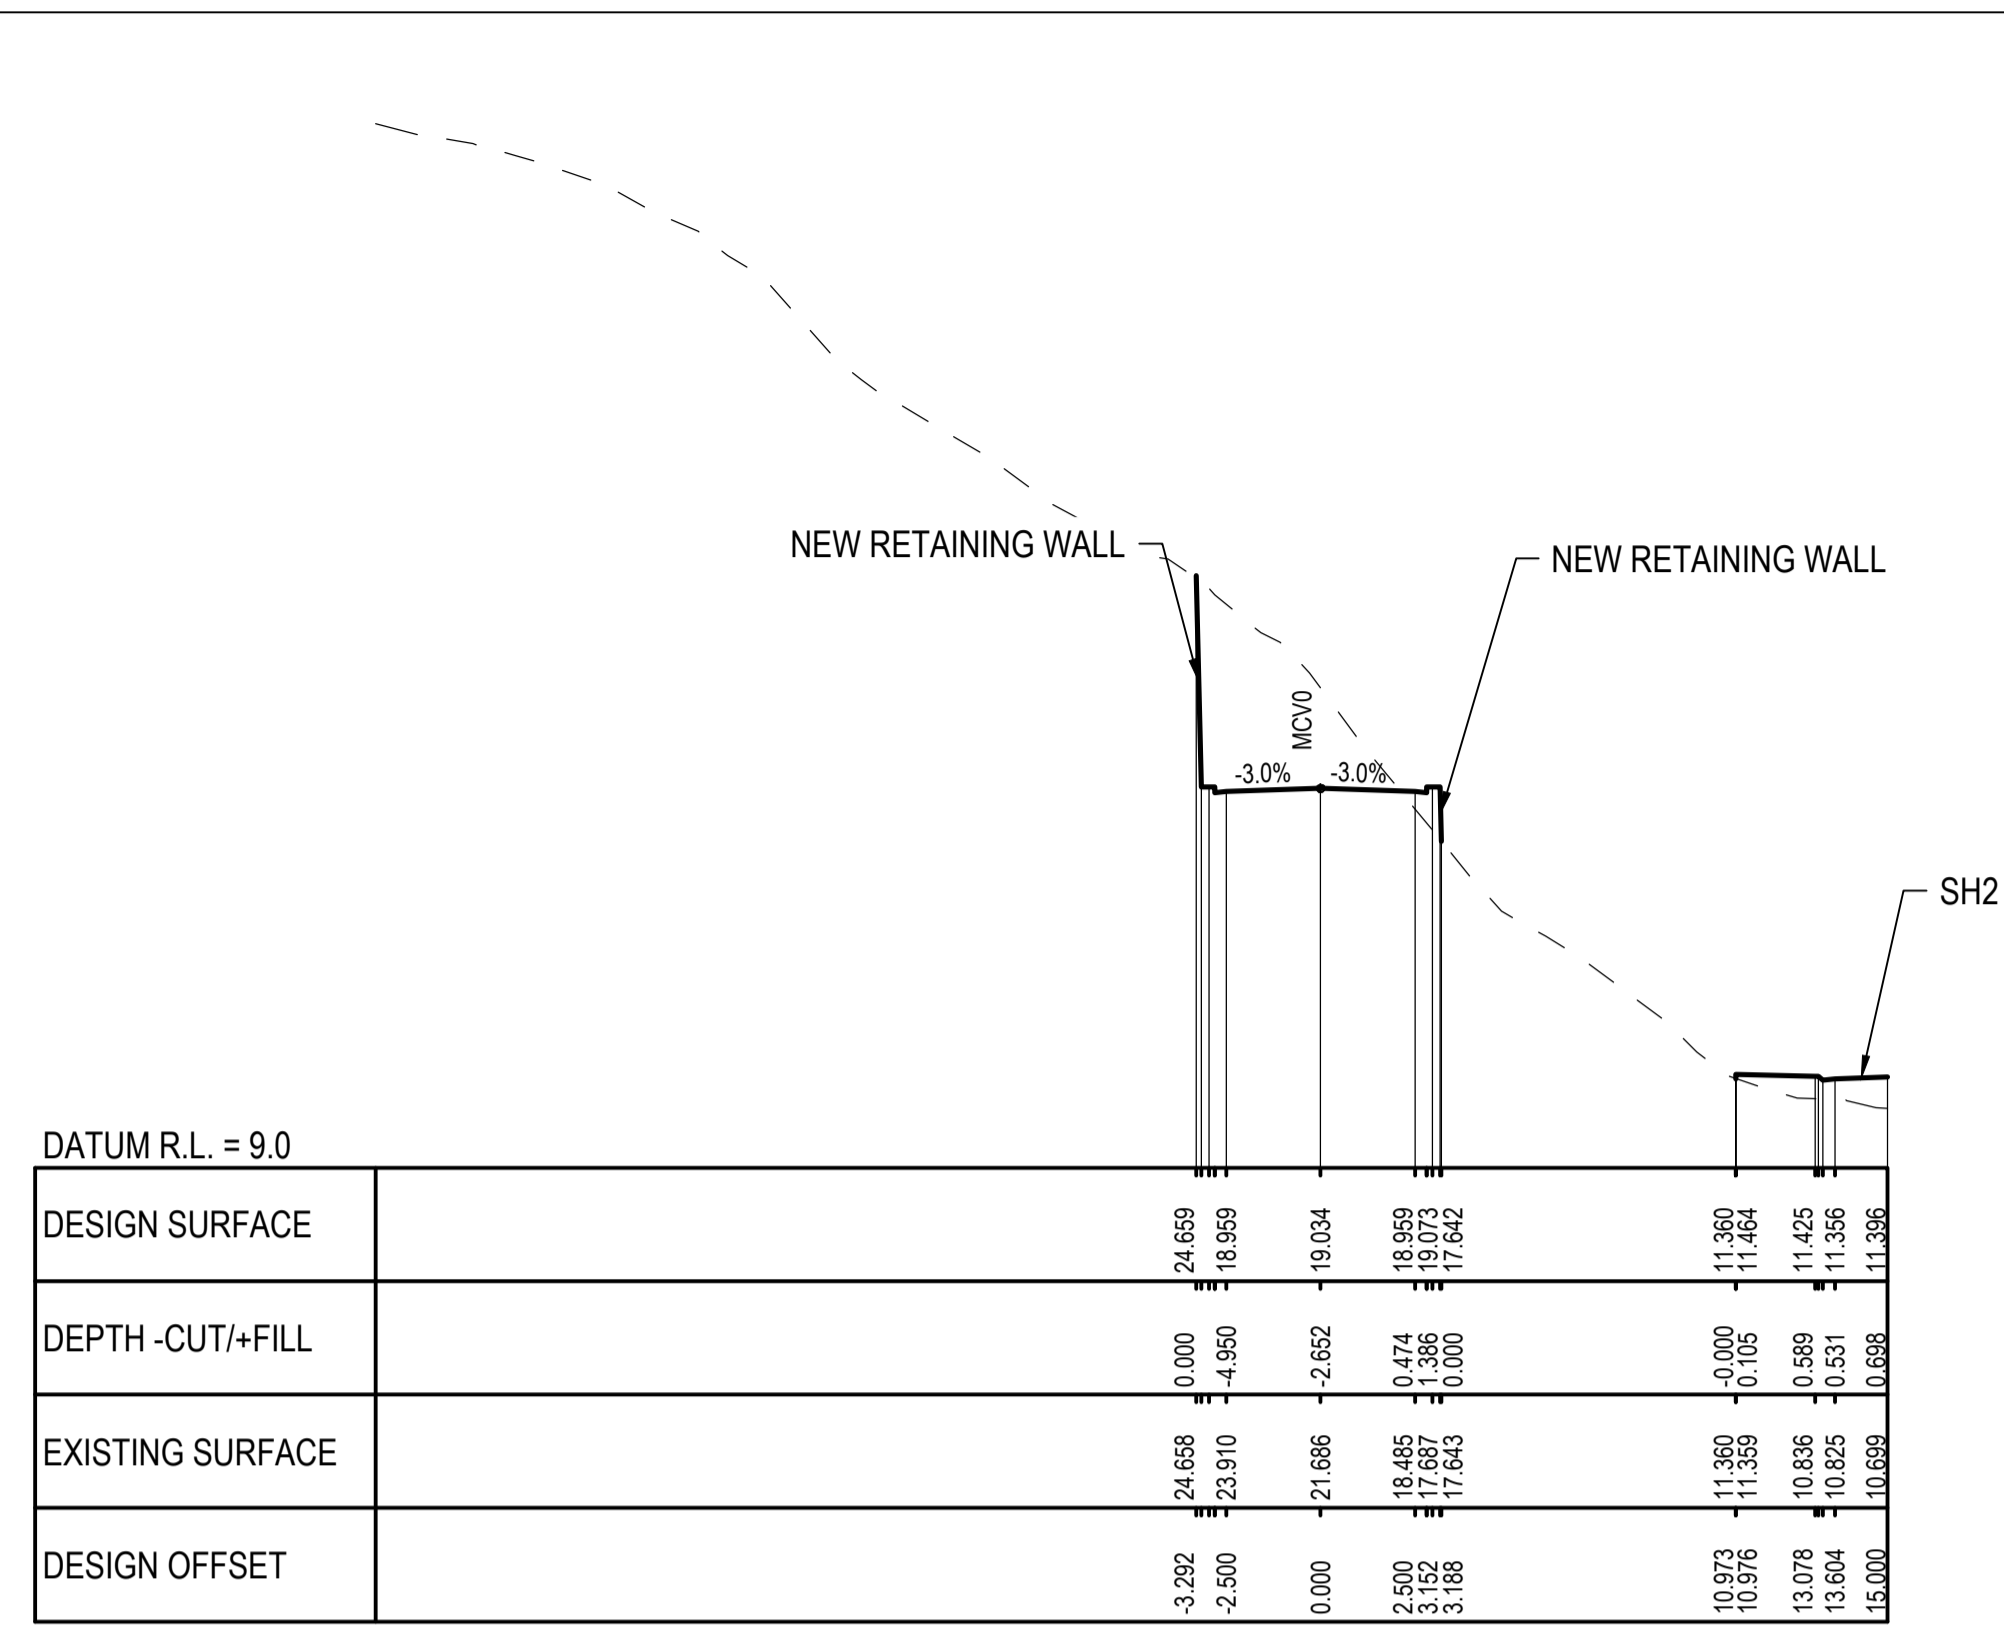 NEW RETAINING WALL
NEW RETAINING WALL
MCV0
-3.0% -3.0%
SH2
DATUM R.L. = 9.0
DESIGN SURFACE 24.659 18.959 19.034 18.959 19.073 17.642 11.360 11.464 11.425 11.356 11.396
DEPTH -CUT/+FILL 0.000 -4.950 -2.652 0.474 1.386 0.000 -0.000 0.105 0.589 0.531 0.698
EXISTING SURFACE 24.658 23.910 21.686 18.485 17.687 17.643 11.360 11.359 10.836 10.825 10.699
DESIGN OFFSET -3.292 -2.500 0.000 2.500 3.152 3.188 10.973 10.976 13.078 13.604 15.000